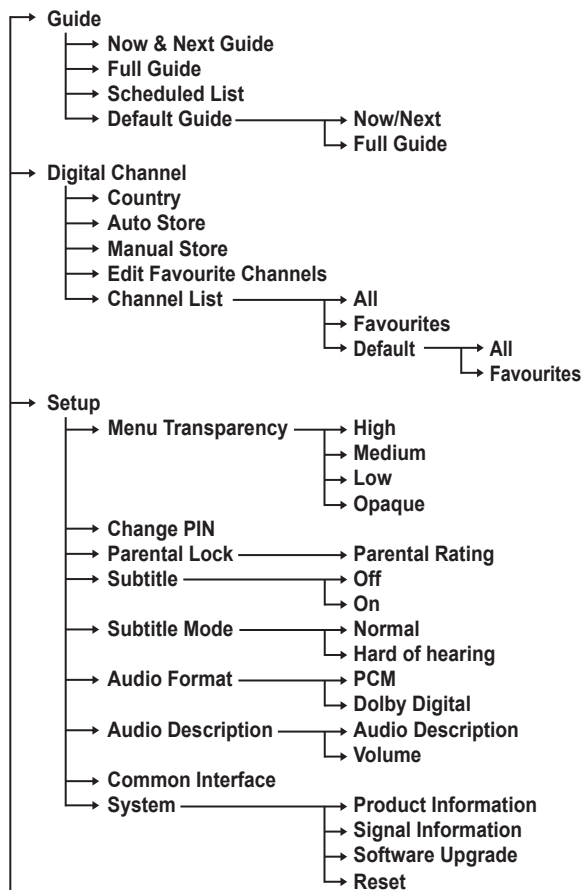 Guide
Now & Next Guide
Full Guide
Scheduled List
Default Guide Now/Next
Full Guide
Digital Channel
Country
Auto Store
Manual Store
Edit Favourite Channels
Channel List All
Favourites
Default All
Favourites
Setup
Menu Transparency High
Medium
Low
Opaque
Change PIN
Parental Lock Parental Rating
Subtitle Off
On
Subtitle Mode Normal
Hard of hearing
Audio Format PCM
Dolby Digital
Audio Description Audio Description
Volume
Common Interface
System Product Information
Signal Information
Software Upgrade
Reset